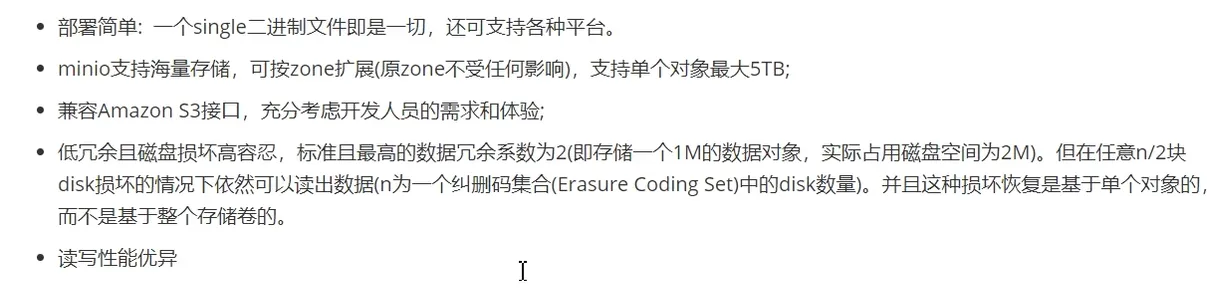 部署简单: 一个single二进制文件即是一切，还可支持各种平台。
minio支持海量存储，可按zone扩展(原zone不受任何影响)，支持单个对象最大5TB;
兼容Amazon S3接口，充分考虑开发人员的需求和体验;
低冗余且磁盘损坏高容忍，标准且最高的数据冗余系数为2(即存储一个1M的数据对象，实际占用磁盘空间为2M)。但在任意n/2块
disk损坏的情况下依然可以读出数据(n为一个纠删码集合(Erasure Coding Set)中的disk数量)。并且这种损坏恢复是基于单个对象的，
而不是基于整个存储卷的。
读写性能优异